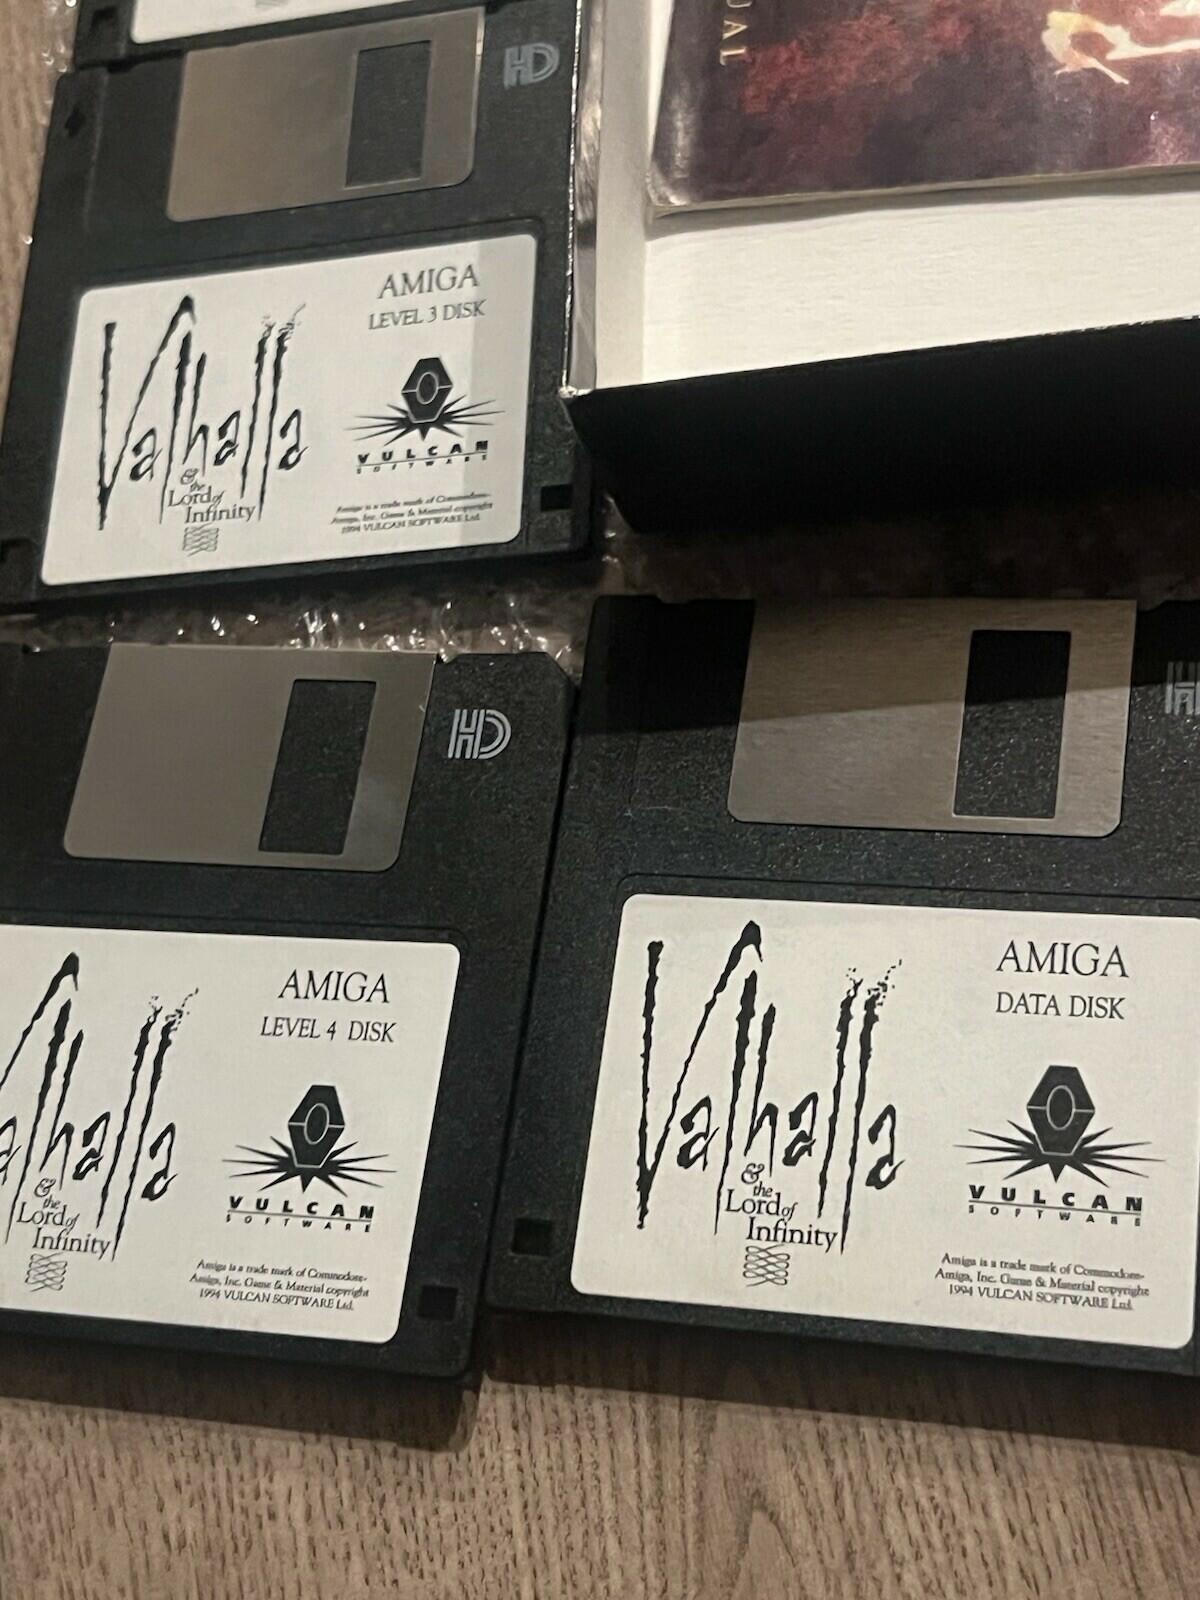 UAL
HD
AMIGA
LEVEL 3 DISK
Valhalla
& the
Lord of
Infinity
VULCAN
SOFTWARE
Amiga is a trade mark of Commodore-
Amiga, Inc. Game & Material copyright
1994 VULCAN SOFTWARE Ltd.
HD
AMIGA
LEVEL 4 DISK
alhalla
& the
Lord of
Infinity
VULCAN
SOFTWARE
Amiga is a trade mark of Commodore-
Amiga, Inc. Game & Material copyright
1994 VULCAN SOFTWARE Ltd.
H
AMIGA
DATA DISK
Valhalla
& the
Lord of
Infinity
VULCAN
SOFTWARE
Amiga is a trade mark of Commodore-
Amiga, Inc. Game & Material copyright
1994 VULCAN SOFTWARE Ltd.